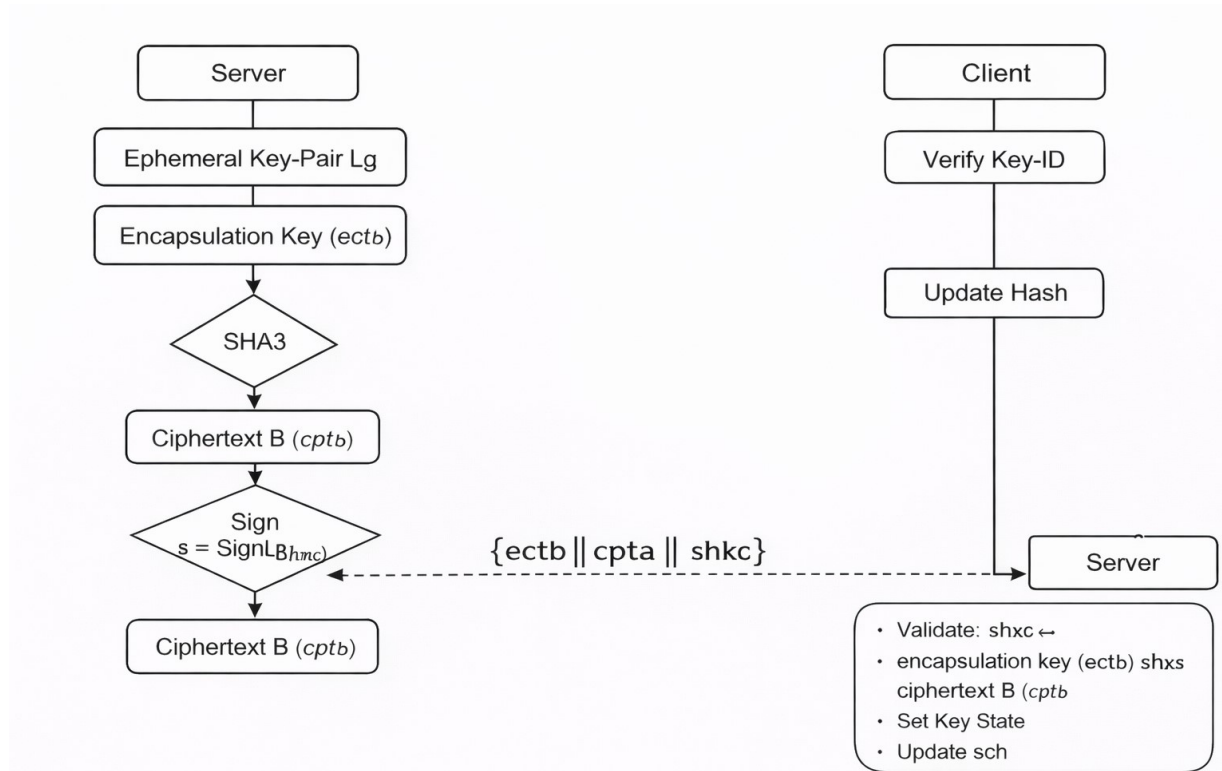 Server
Ephemeral Key-Pair Lg
Encapsulation Key (ectb)
SHA3
Ciphertext B (cptb)
Sign
s = SignL_Bhmc)
Ciphertext B (cptb)
{ectb || cpta || shkc}
Client
Verify Key-ID
Update Hash
Server
· Validate: shxc ↔
· encapsulation key (ectb) shxs
ciphertext B (cptb
· Set Key State
· Update sch